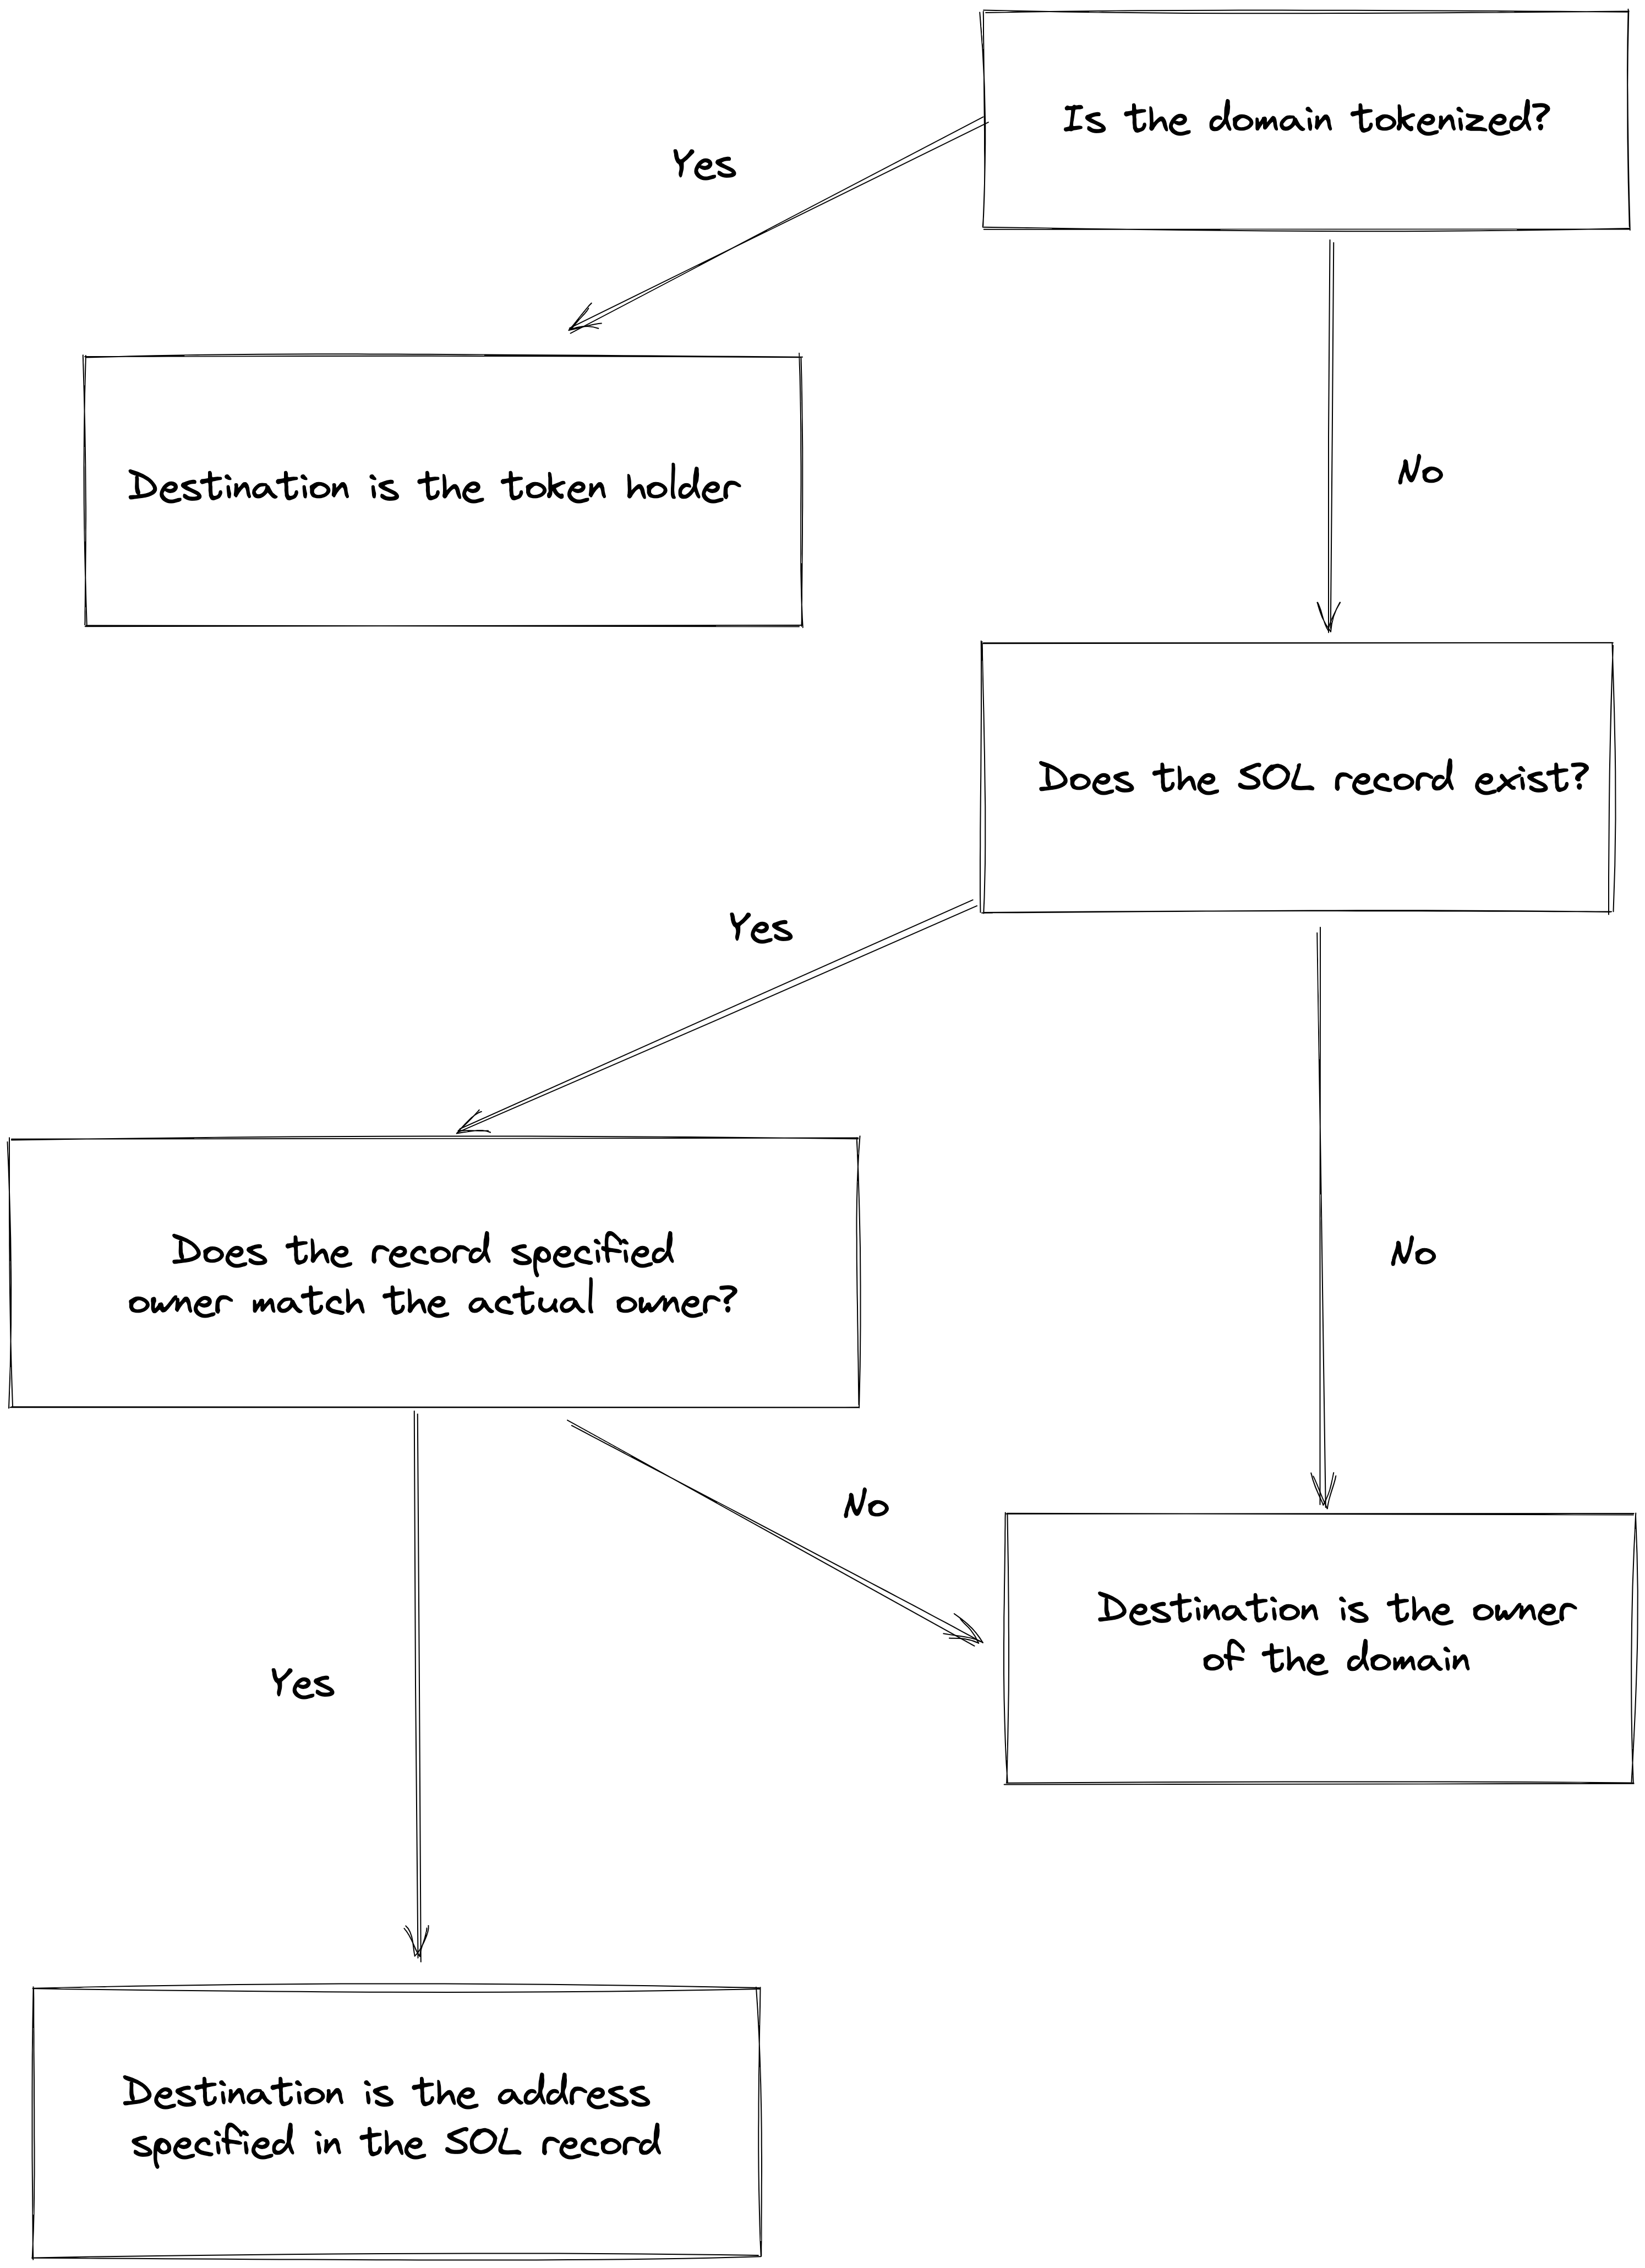 Is the domain tokenized?
Yes
Destination is the token holder
No
Does the SOL record exist?
Yes
Does the record specified
owner match the actual owner?
No
No
Destination is the owner
of the domain
Yes
Destination is the address
specified in the SOL record